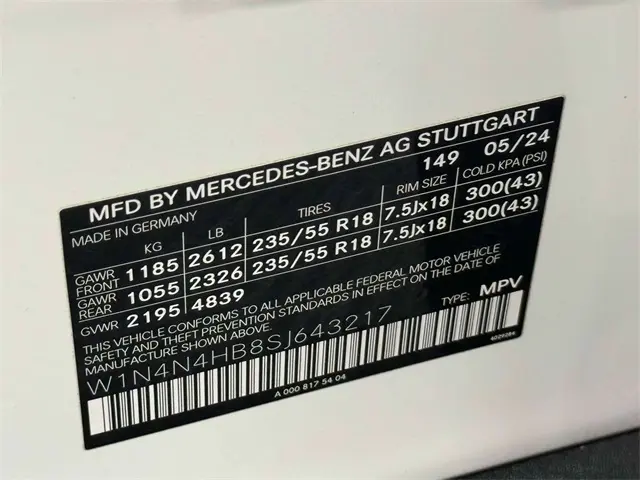 MFD BY MERCEDES-BENZ AG STUTTGART
MADE IN GERMANY 149 05/24
KG LB TIRES RIM SIZE COLD KPA (PSI)
GAWR FRONT 1185 2612 235/55 R18 7.5Jx18 300(43)
GAWR REAR 1055 2326 235/55 R18 7.5Jx18 300(43)
GVWR 2195 4839
THIS VEHICLE CONFORMS TO ALL APPLICABLE FEDERAL MOTOR VEHICLE
SAFETY AND THEFT PREVENTION STANDARDS IN EFFECT ON THE DATE OF
MANUFACTURE SHOWN ABOVE. TYPE: MPV
W1N4N4HB8SJ643217
A 000 817 54 04